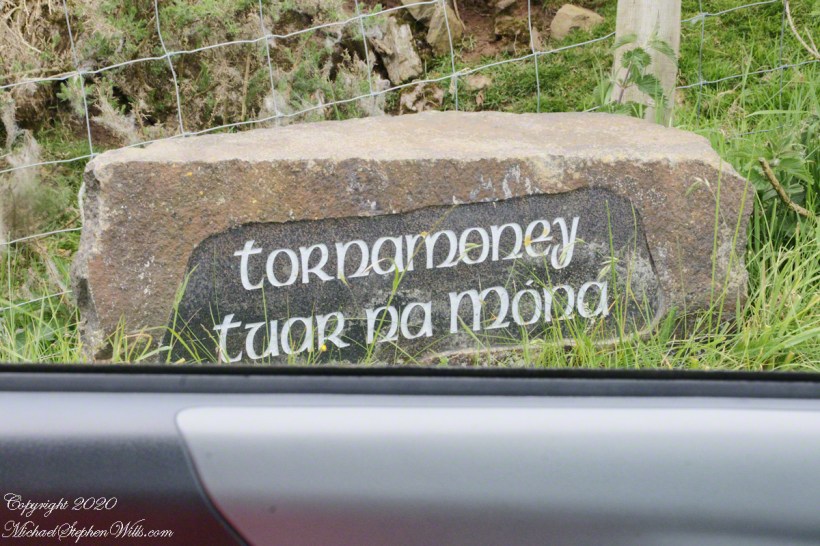 tornamoney
tuar na móna
Copyright 2020
MichaelStephenWills.com